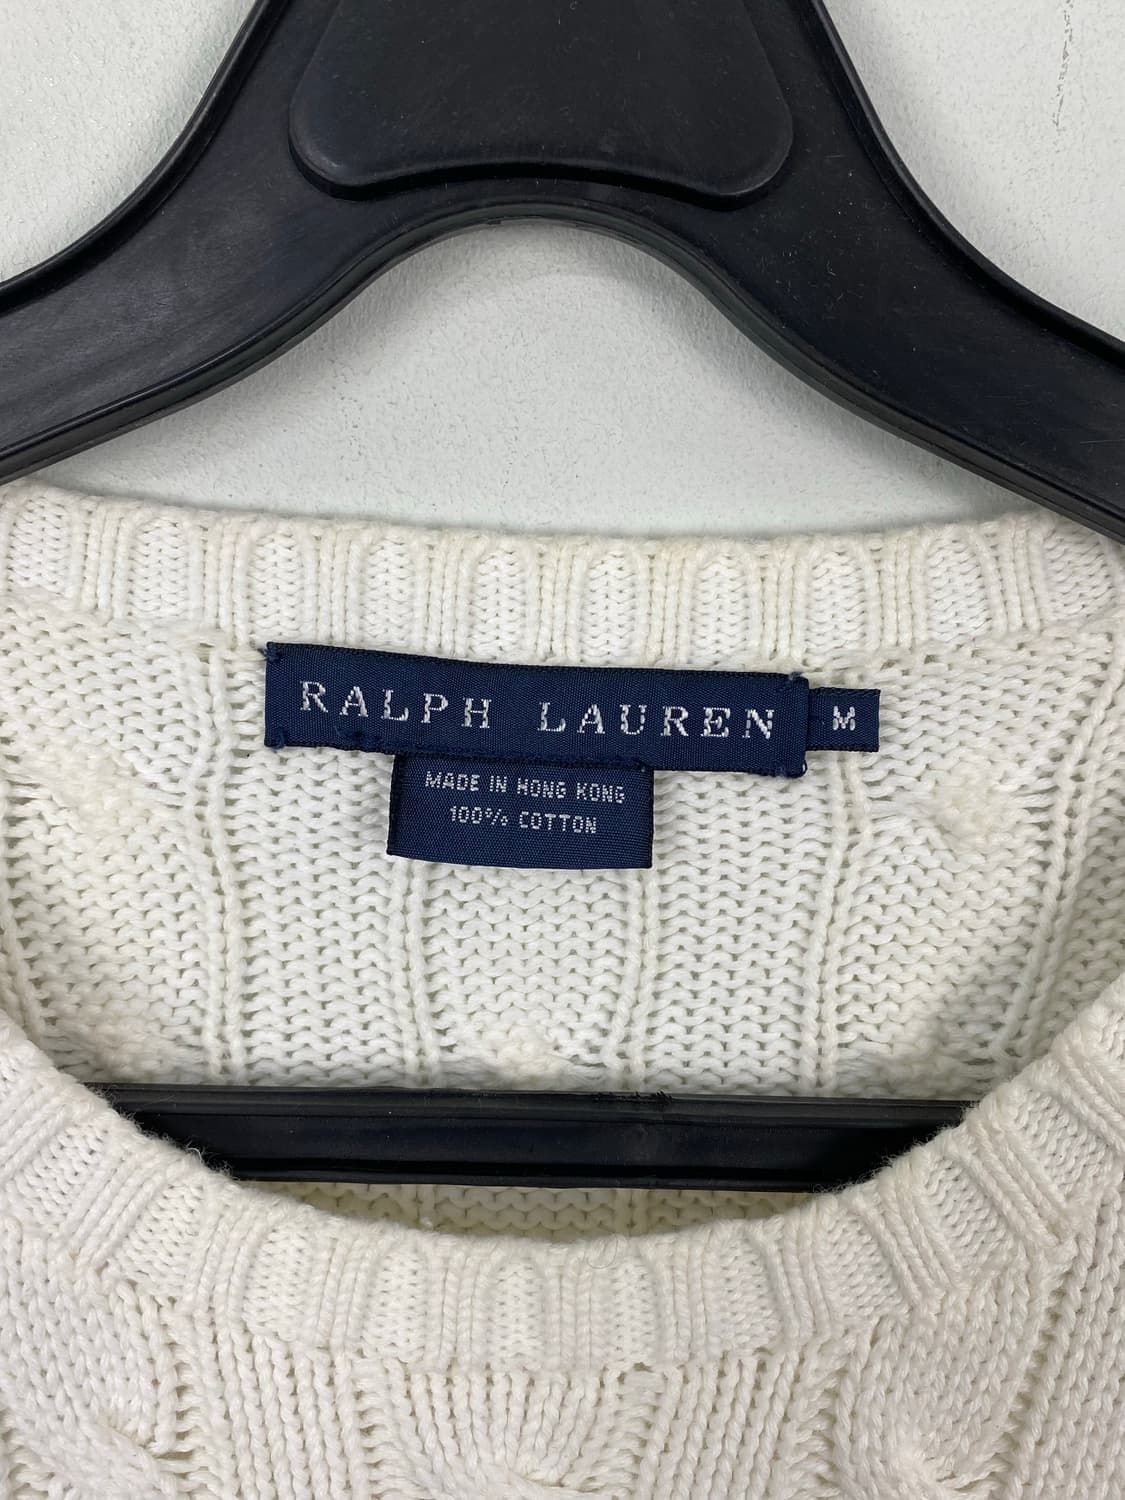 RALPH LAUREN
M
MADE IN HONG KONG
100% COTTON